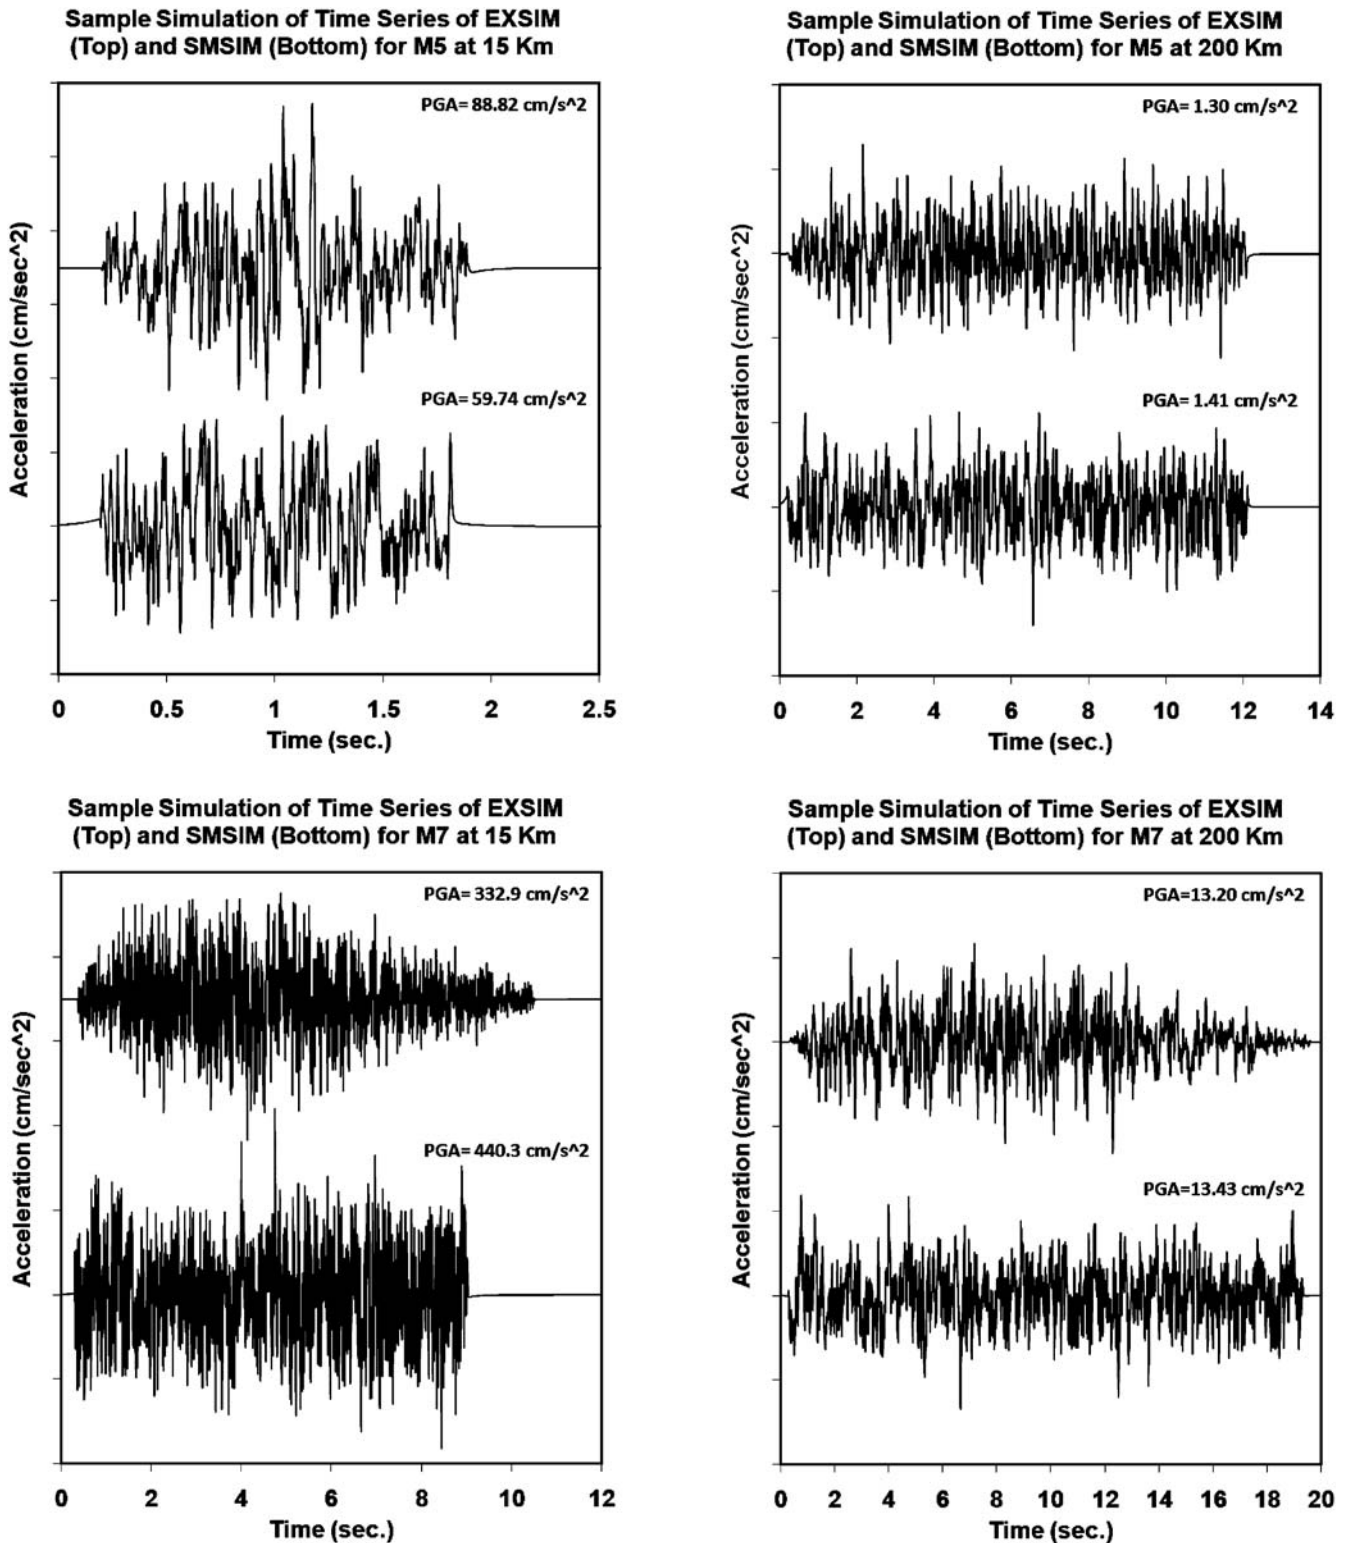 Sample Simulation of Time Series of EXSIM
(Top) and SMSIM (Bottom) for M5 at 15 Km
PGA= 88.82 cm/s^2
PGA= 59.74 cm/s^2
Acceleration (cm/sec^2)
0 0.5 1 1.5 2 2.5
Time (sec.)
Sample Simulation of Time Series of EXSIM
(Top) and SMSIM (Bottom) for M5 at 200 Km
PGA= 1.30 cm/s^2
PGA= 1.41 cm/s^2
Acceleration (cm/sec^2)
0 2 4 6 8 10 12 14
Time (sec.)
Sample Simulation of Time Series of EXSIM
(Top) and SMSIM (Bottom) for M7 at 15 Km
PGA= 332.9 cm/s^2
PGA= 440.3 cm/s^2
Acceleration (cm/sec^2)
0 2 4 6 8 10 12
Time (sec.)
Sample Simulation of Time Series of EXSIM
(Top) and SMSIM (Bottom) for M7 at 200 Km
PGA=13.20 cm/s^2
PGA=13.43 cm/s^2
Acceleration (cm/sec^2)
0 2 4 6 8 10 12 14 16 18 20
Time (sec.)